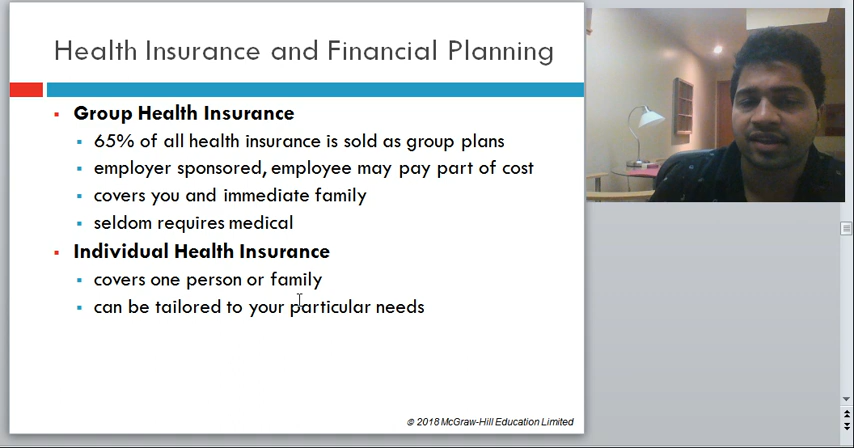 Health Insurance and Financial Planning
Group Health Insurance
65% of all health insurance is sold as group plans
employer sponsored, employee may pay part of cost
covers you and immediate family
seldom requires medical
Individual Health Insurance
covers one person or family
can be tailored to your particular needs
© 2018 McGraw-Hill Education Limited